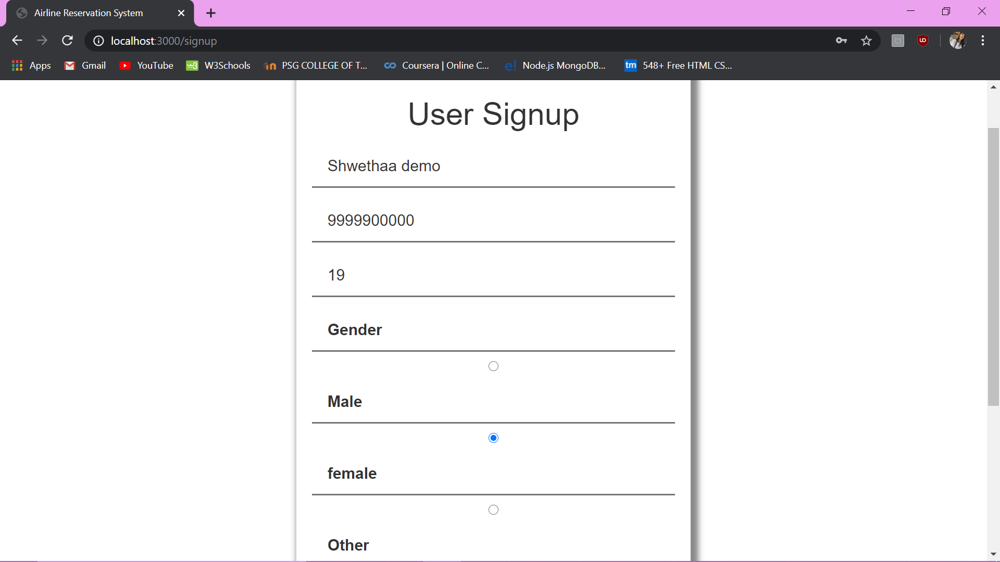 Airline Reservation System
localhost:3000/signup
Apps Gmail YouTube W3Schools PSG COLLEGE OF T... Coursera | Online C... Node.js MongoDB... tm 548+ Free HTML CS...
User Signup
Shwethaa demo
9999900000
19
Gender
Male
female
Other